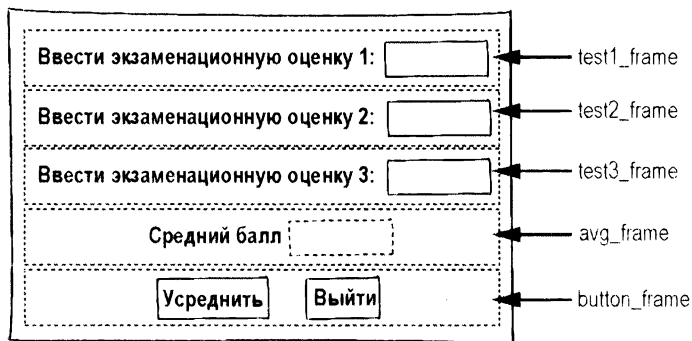 Ввести экзаменационную оценку 1: test1_frame
Ввести экзаменационную оценку 2: test2_frame
Ввести экзаменационную оценку 3: test3_frame
Средний балл avg_frame
Усреднить Выйти button_frame